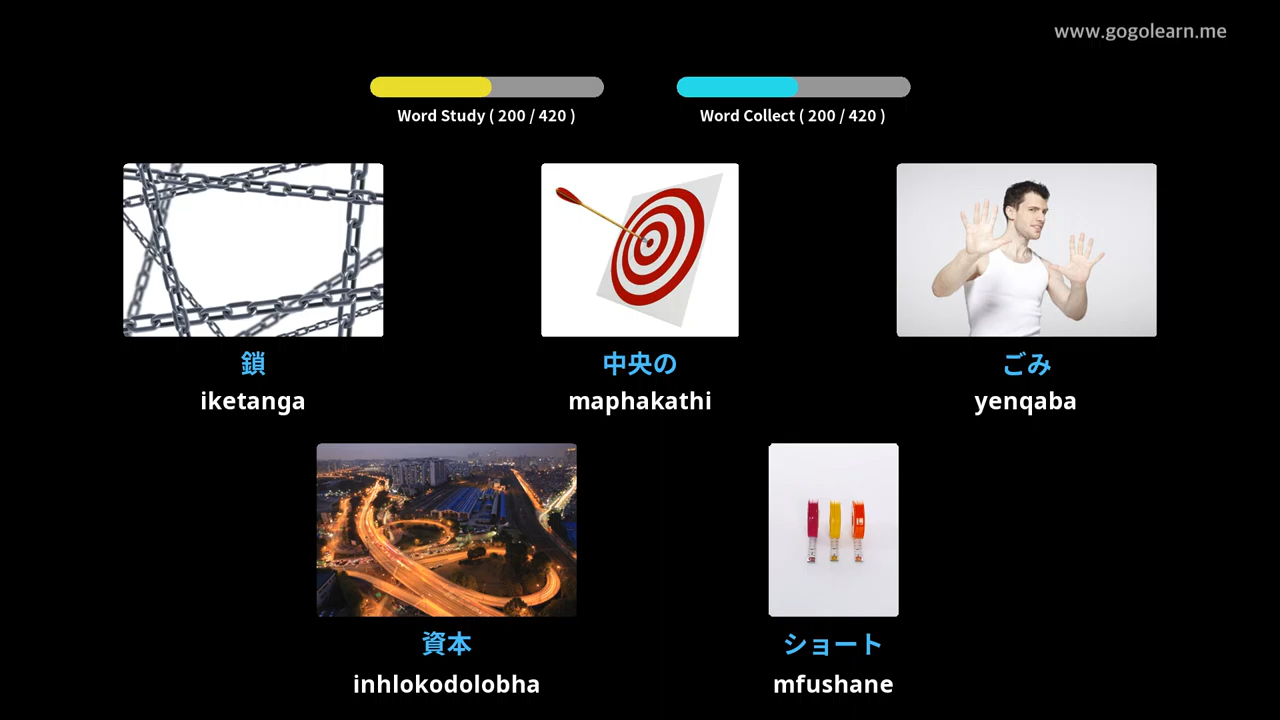 www.gogolearn.me
Word Study ( 200 / 420 )
Word Collect ( 200 / 420 )
鎖
iketanga
中央の
maphakathi
ごみ
yenqaba
資本
inhlokodolobha
ショート
mfushane